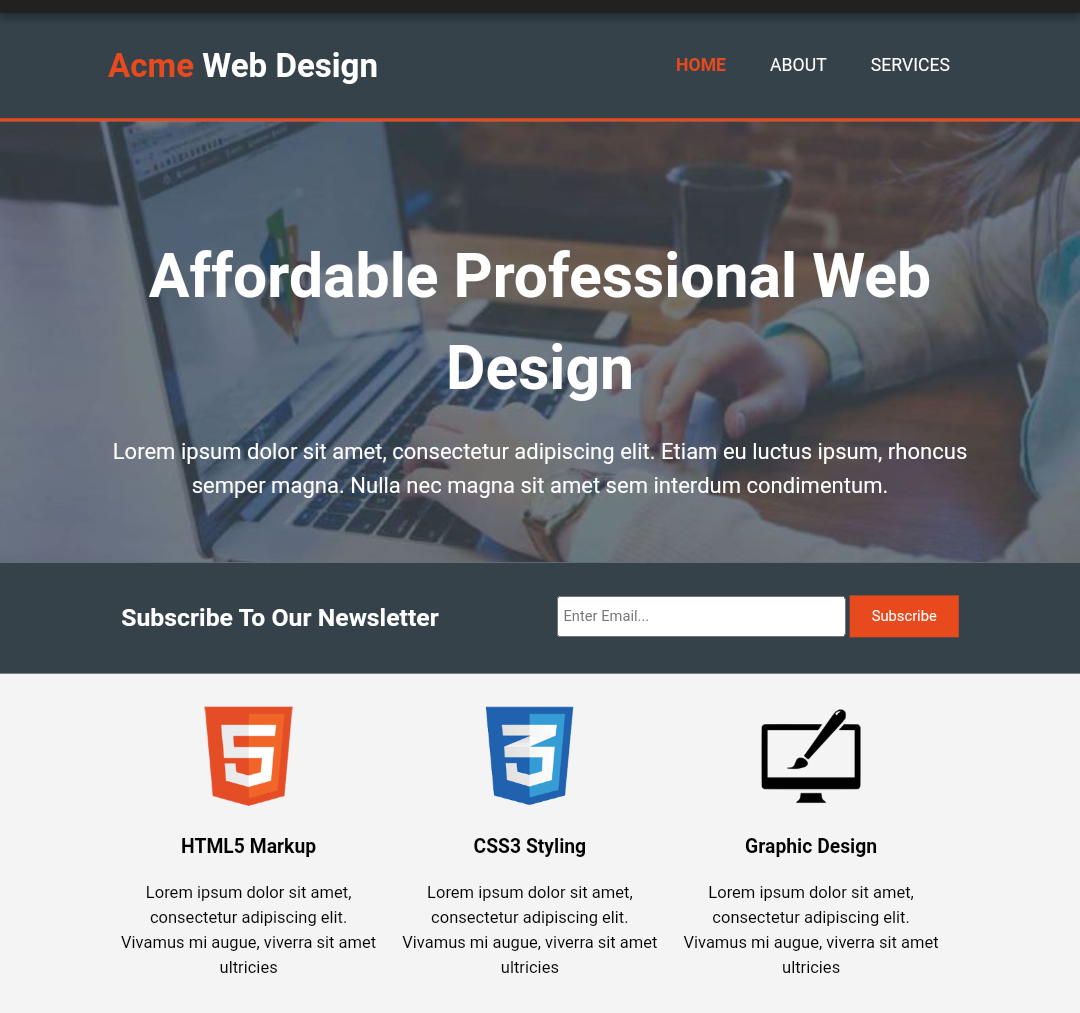 Acme Web Design
HOME ABOUT SERVICES
Affordable Professional Web
Design
Lorem ipsum dolor sit amet, consectetur adipiscing elit. Etiam eu luctus ipsum, rhoncus
semper magna. Nulla nec magna sit amet sem interdum condimentum.
Subscribe To Our Newsletter
Enter Email...
Subscribe
HTML5 Markup
Lorem ipsum dolor sit amet,
consectetur adipiscing elit.
Vivamus mi augue, viverra sit amet
ultricies
CSS3 Styling
Lorem ipsum dolor sit amet,
consectetur adipiscing elit.
Vivamus mi augue, viverra sit amet
ultricies
Graphic Design
Lorem ipsum dolor sit amet,
consectetur adipiscing elit.
Vivamus mi augue, viverra sit amet
ultricies